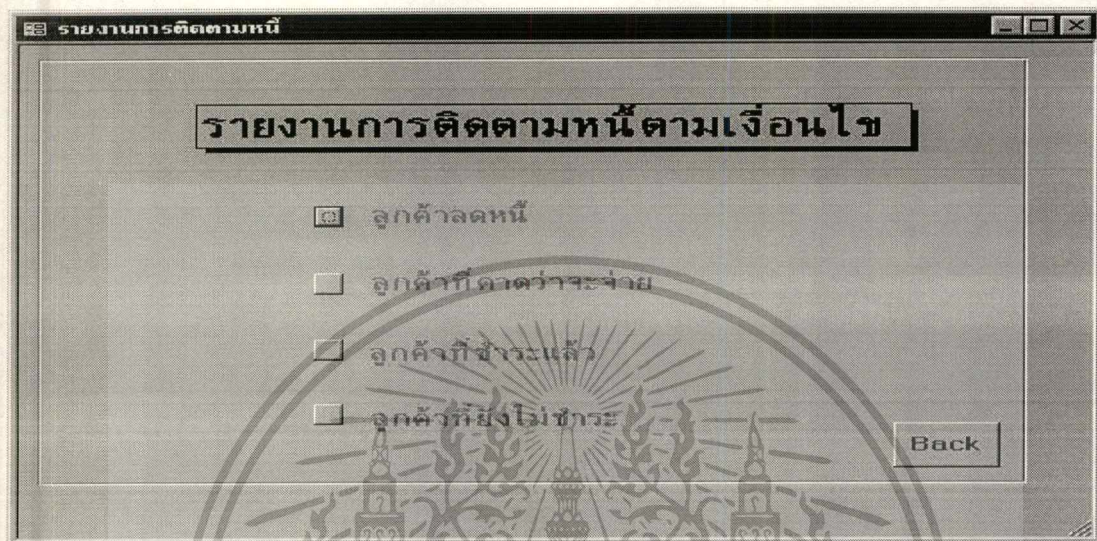 รายงานการติดตามหนี้
รายงานการติดตามหนี้ตามเงื่อนไข
ลูกค้าลดหนี้
ลูกค้าที่คาดว่าจะจ่าย
ลูกค้าที่ชำระแล้ว
ลูกค้าที่ยังไม่ชำระ
Back